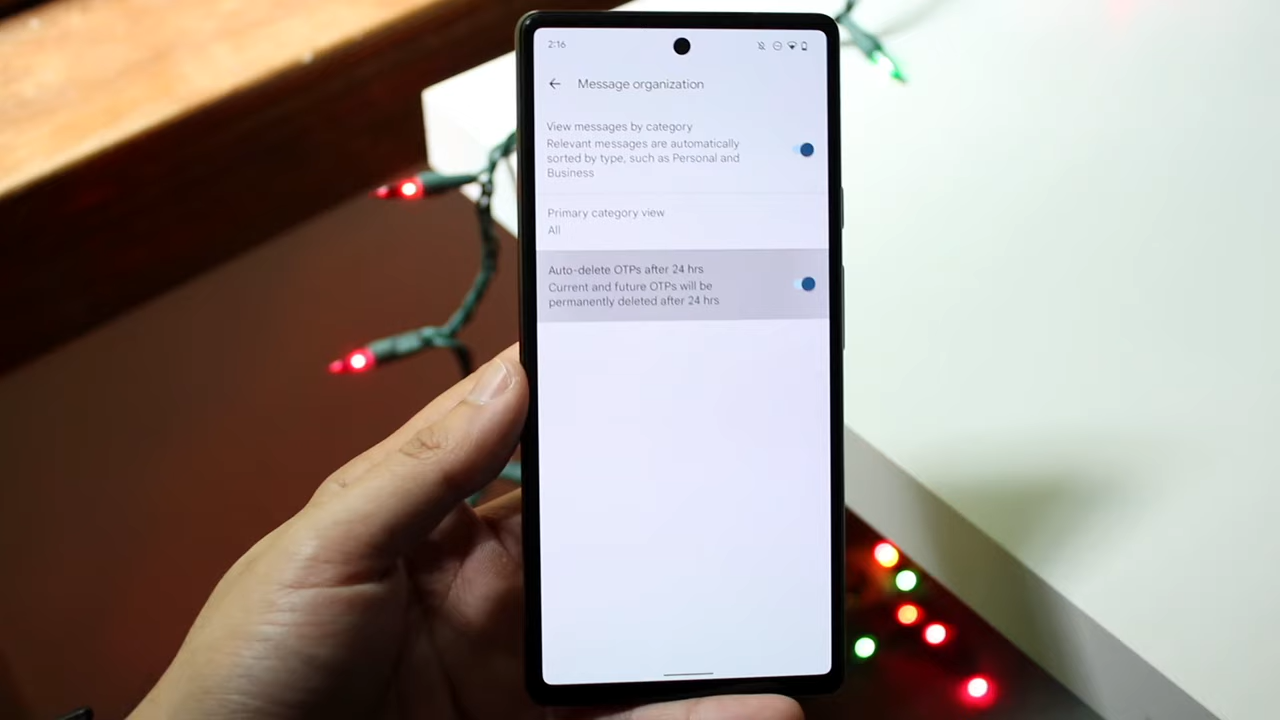 2:16
Message organization
View messages by category
Relevant messages are automatically
sorted by type, such as Personal and
Business
Primary category view
All
Auto-delete OTPs after 24 hrs
Current and future OTPs will be
permanently deleted after 24 hrs